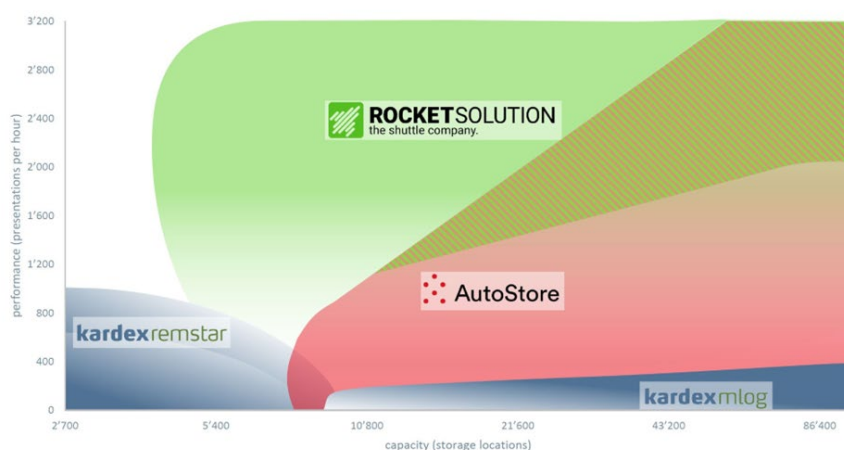 3'200
2'800
2'400
2'000
1'600
1'200
800
400
0
performance (presentations per hour)
ROCKETSOLUTION
the shuttle company.
AutoStore
kardexremstar
kardexmlog
2'700
5'400
10'800
21'600
43'200
86'400
capacity (storage locations)